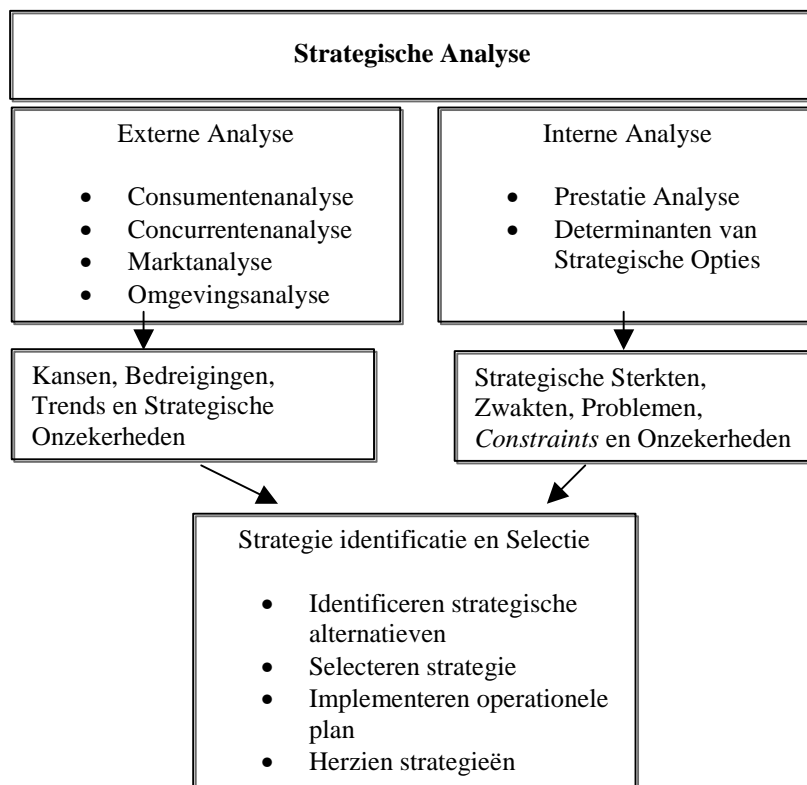 Strategische Analyse
Externe Analyse
• Consumentenanalyse
• Concurrentenanalyse
• Marktanalyse
• Omgevingsanalyse
Interne Analyse
• Prestatie Analyse
• Determinanten van
Strategische Opties
Kansen, Bedreigingen,
Trends en Strategische
Onzekerheden
Strategische Sterkten,
Zwakten, Problemen,
Constraints en Onzekerheden
Strategie identificatie en Selectie
• Identificeren strategische
alternatieven
• Selecteren strategie
• Implementeren operationele
plan
• Herzien strategieën